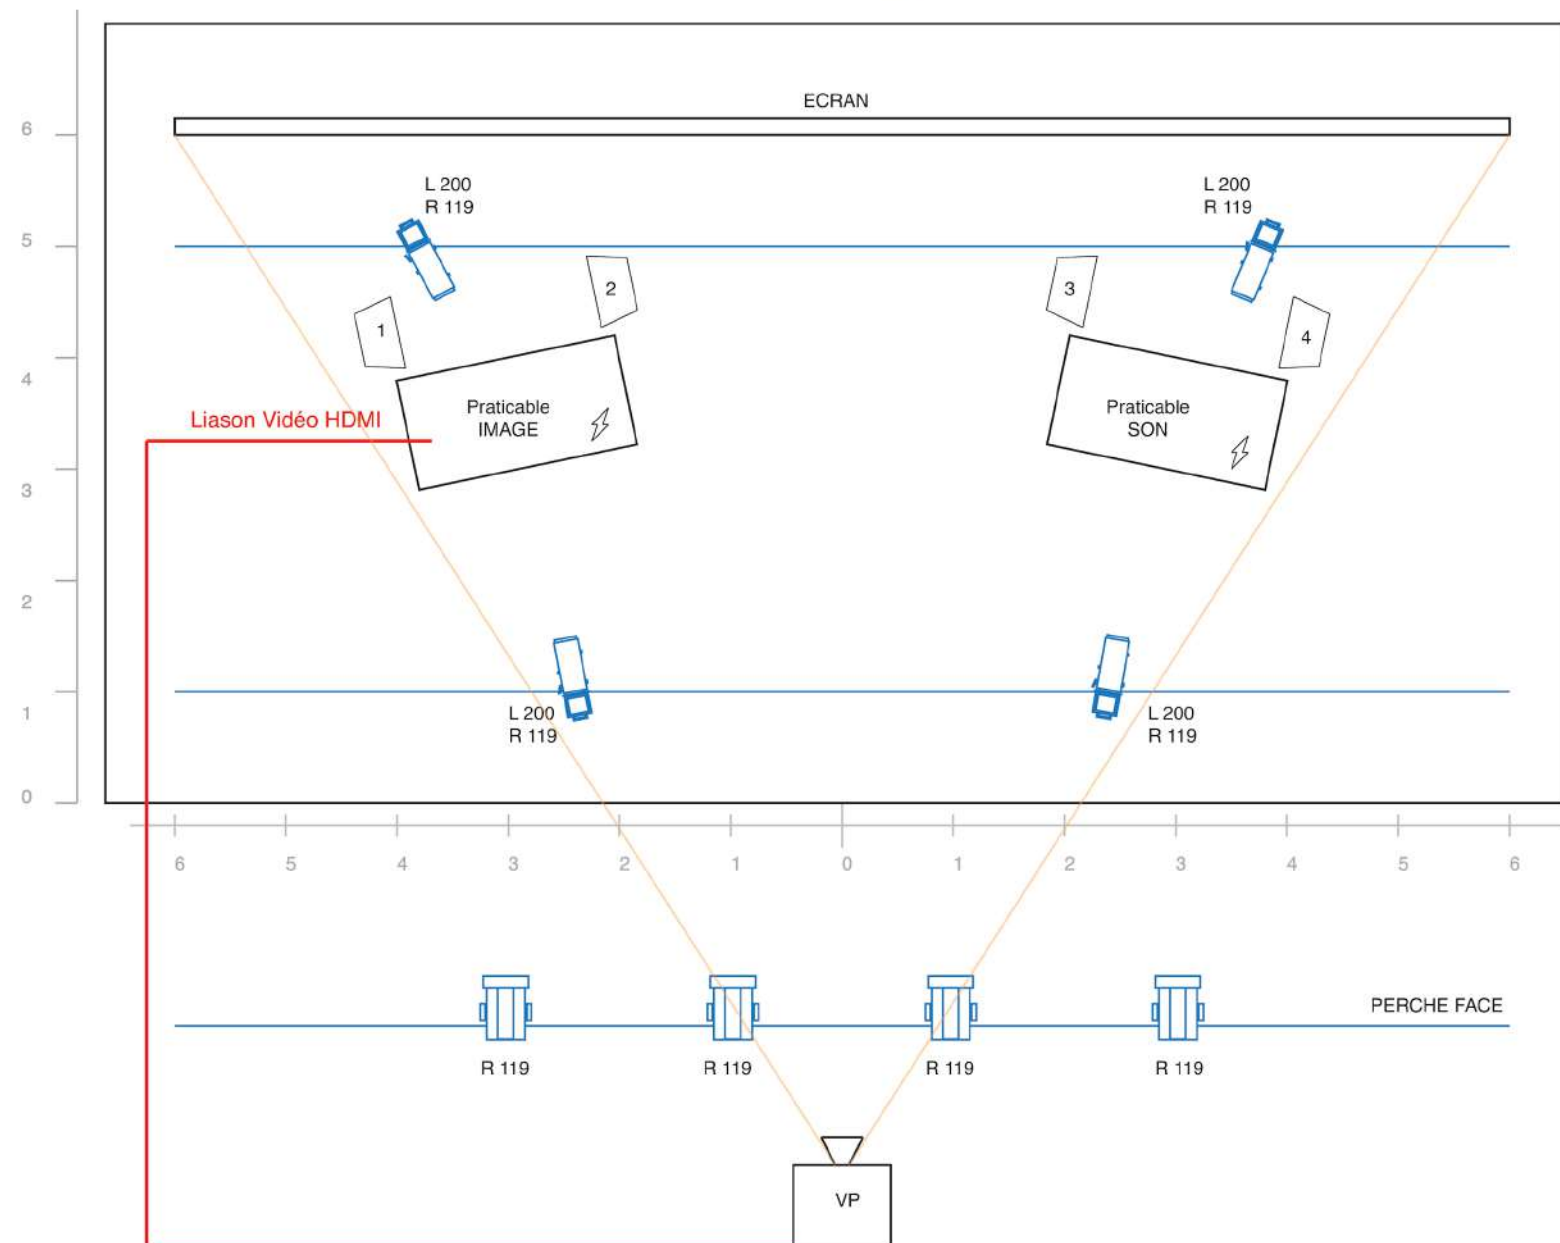 ECRAN
6
L 200
R 119
L 200
R 119
5
2
3
1
4
4
Praticable
IMAGE
Praticable
SON
Liason Vidéo HDMI
3
2
1
L 200
R 119
L 200
R 119
0
6 5 4 3 2 1 0 1 2 3 4 5 6
PERCHE FACE
R 119 R 119 R 119 R 119
VP